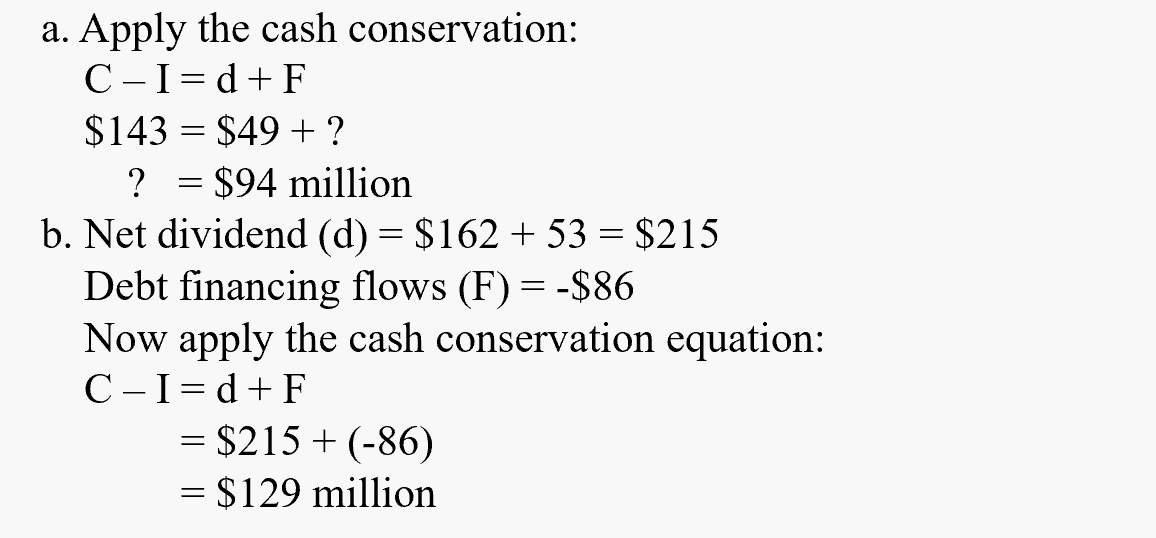 a. Apply the cash conservation:
C – I = d + F
$143 = $49 + ?
? = $94 million
b. Net dividend (d) = $162 + 53 = $215
Debt financing flows (F) = -$86
Now apply the cash conservation equation:
C – I = d + F
= $215 + (-86)
= $129 million